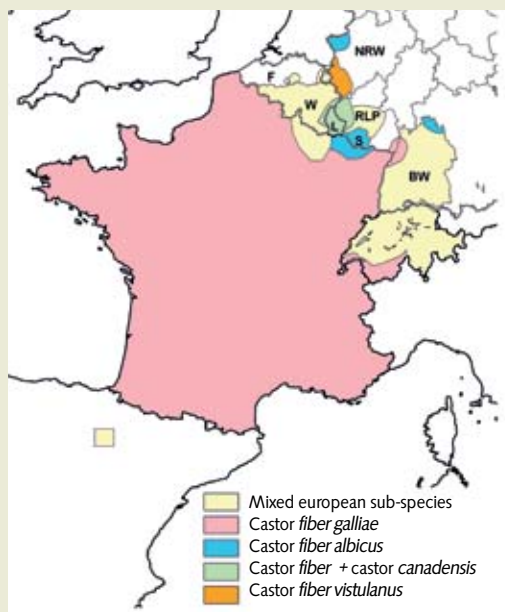 NRW
F
W
RLP
L
S
BW
Mixed european sub-species
Castor fiber galliae
Castor fiber albicus
Castor fiber + castor canadensis
Castor fiber vistulanus